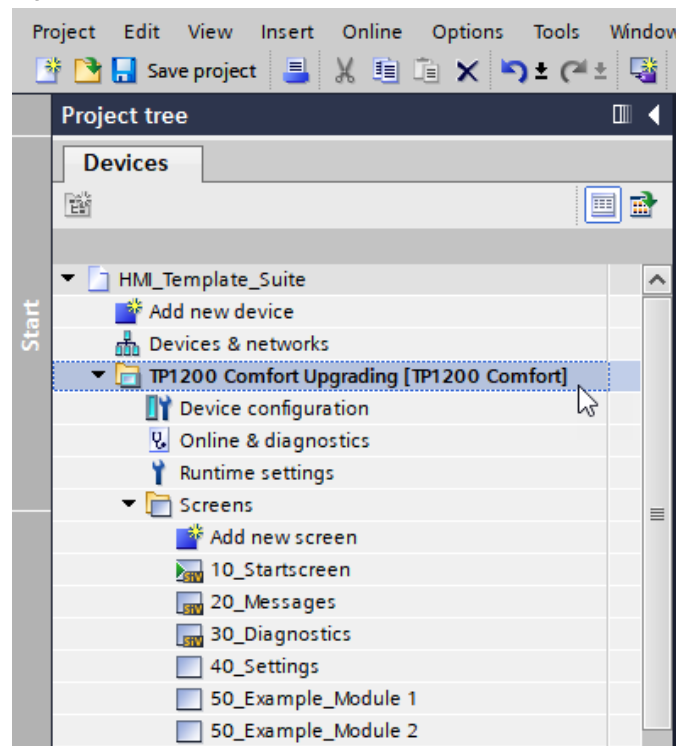 Project Edit View Insert Online Options Tools Window
Save project
Project tree
Devices
Start
HMI_Template_Suite
Add new device
Devices & networks
TP1200 Comfort Upgrading [TP1200 Comfort]
Device configuration
Online & diagnostics
Runtime settings
Screens
Add new screen
10_Startscreen
20_Messages
30_Diagnostics
40_Settings
50_Example_Module 1
50_Example_Module 2